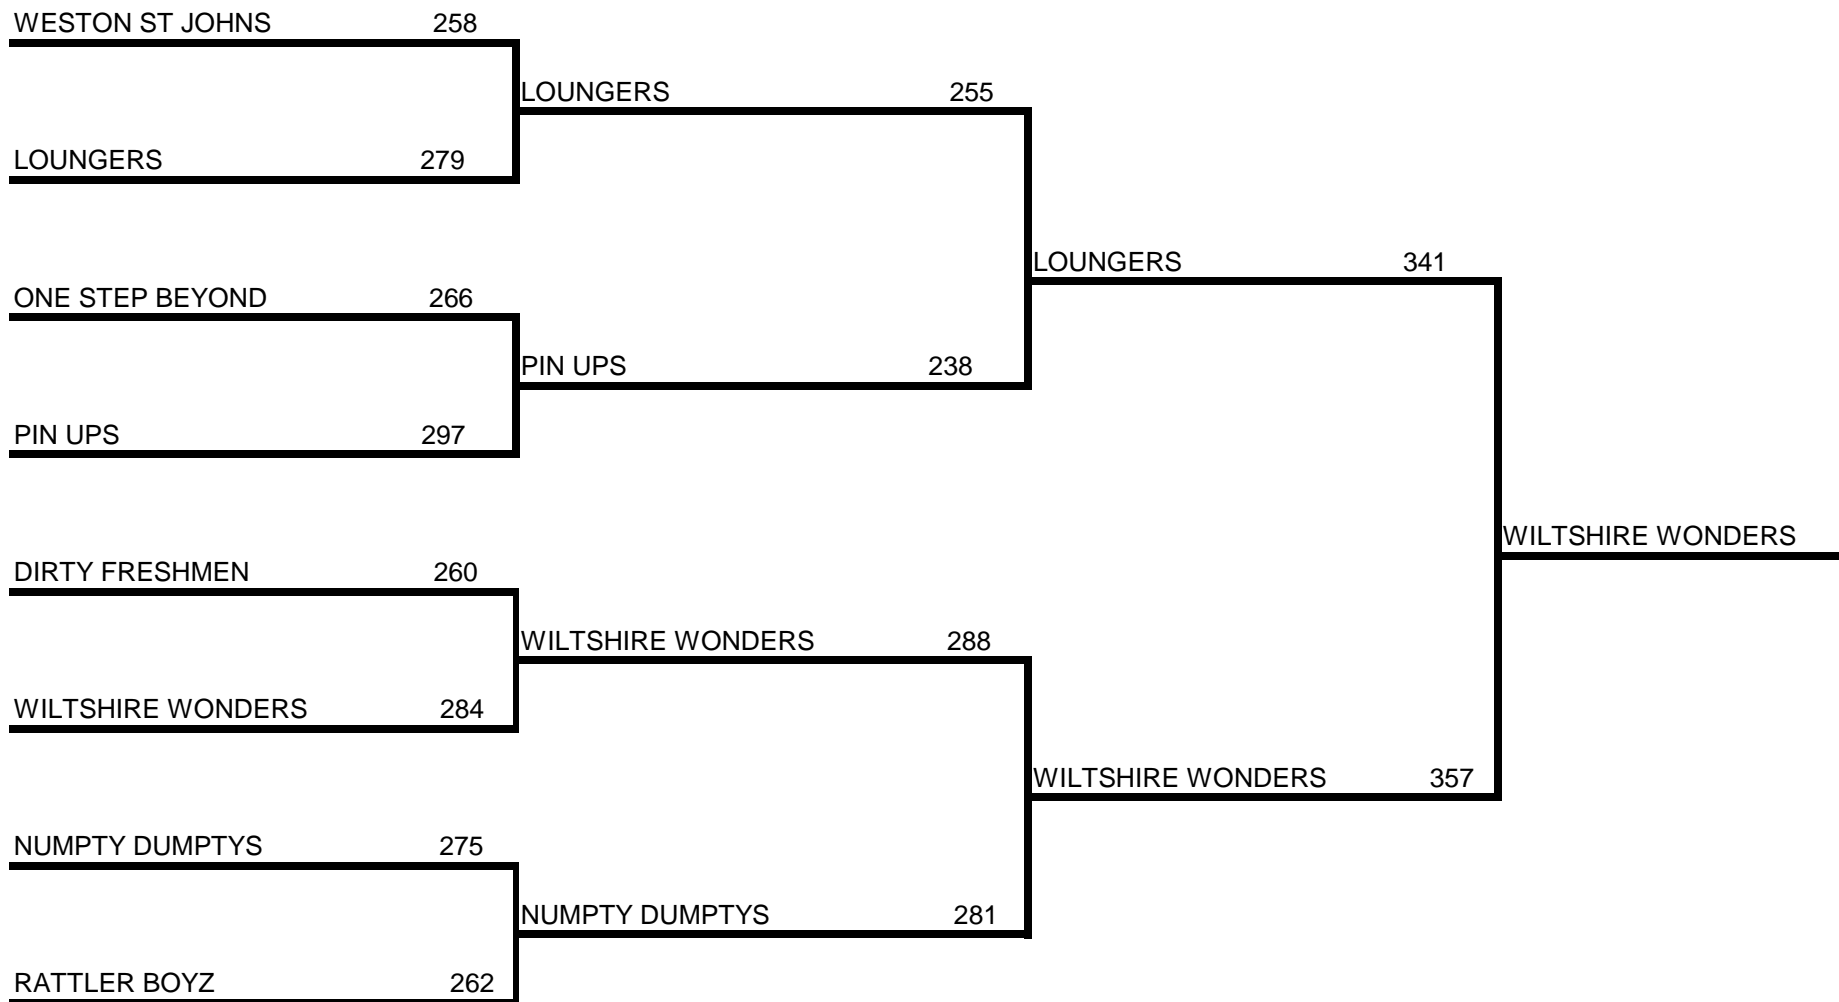 WESTON ST JOHNS 258
LOUNGERS 255
LOUNGERS 279
LOUNGERS 341
ONE STEP BEYOND 266
PIN UPS 238
PIN UPS 297
WILTSHIRE WONDERS
DIRTY FRESHMEN 260
WILTSHIRE WONDERS 288
WILTSHIRE WONDERS 284
WILTSHIRE WONDERS 357
NUMPTY DUMPTYS 275
NUMPTY DUMPTYS 281
RATTLER BOYZ 262